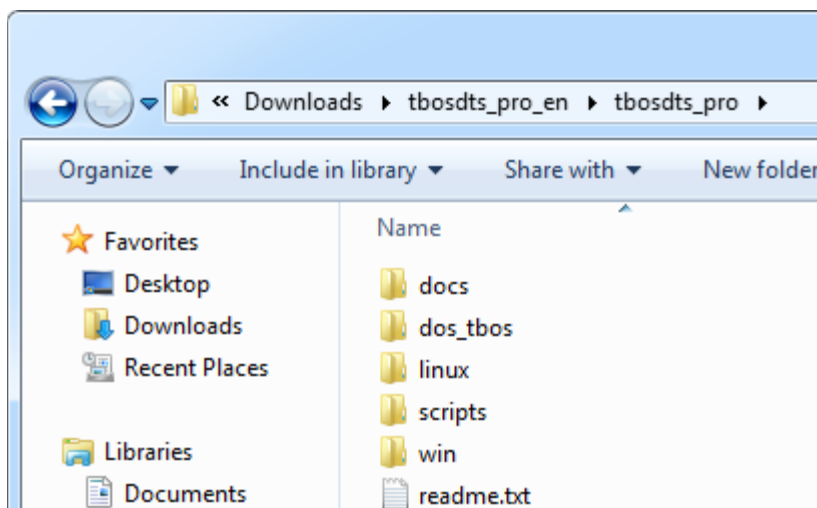 « Downloads ▸ tbosdts_pro_en ▸ tbosdts_pro ▸
Organize ▾ Include in library ▾ Share with ▾ New folder
Name
Favorites
Desktop
Downloads
Recent Places
Libraries
Documents
docs
dos_tbos
linux
scripts
win
readme.txt